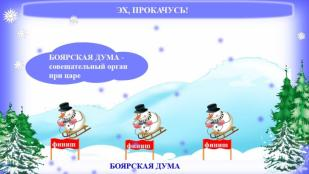 ЭХ, ПРОКАЧУСЬ!
БОЯРСКАЯ ДУМА -
совещательный орган
при царе
финиш
финиш
финиш
БОЯРСКАЯ ДУМА